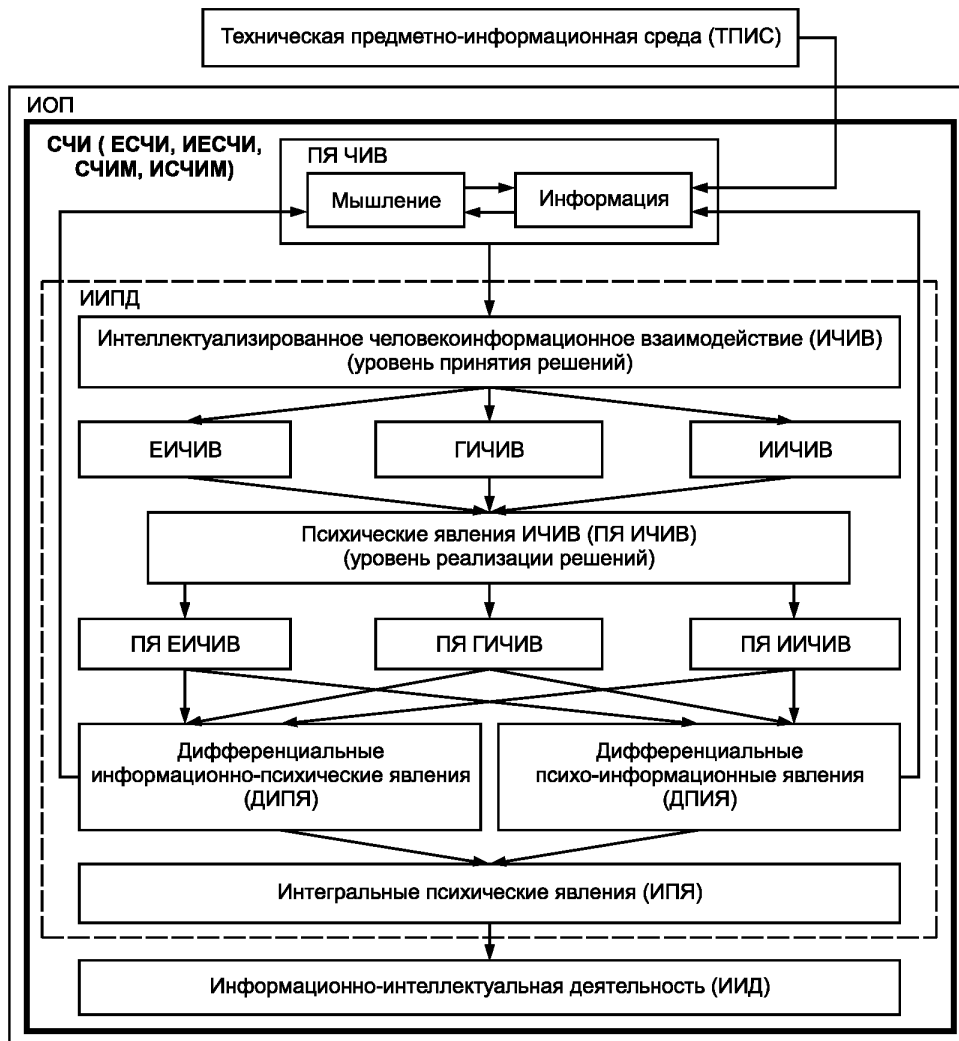 Техническая предметно-информационная среда (ТПИС)
ИОП
СЧИ ( ЕСЧИ, ИЕСЧИ,
СЧИМ, ИСЧИМ)
ПЯ ЧИВ
Мышление
Информация
ИИПД
Интеллектуализированное человекоинформационное взаимодействие (ИЧИВ)
(уровень принятия решений)
ЕИЧИВ
ГИЧИВ
ИИЧИВ
Психические явления ИЧИВ (ПЯ ИЧИВ)
(уровень реализации решений)
ПЯ ЕИЧИВ
ПЯ ГИЧИВ
ПЯ ИИЧИВ
Дифференциальные
информационно-психические явления
(ДИПЯ)
Дифференциальные
психо-информационные явления
(ДПИЯ)
Интегральные психические явления (ИПЯ)
Информационно-интеллектуальная деятельность (ИИД)